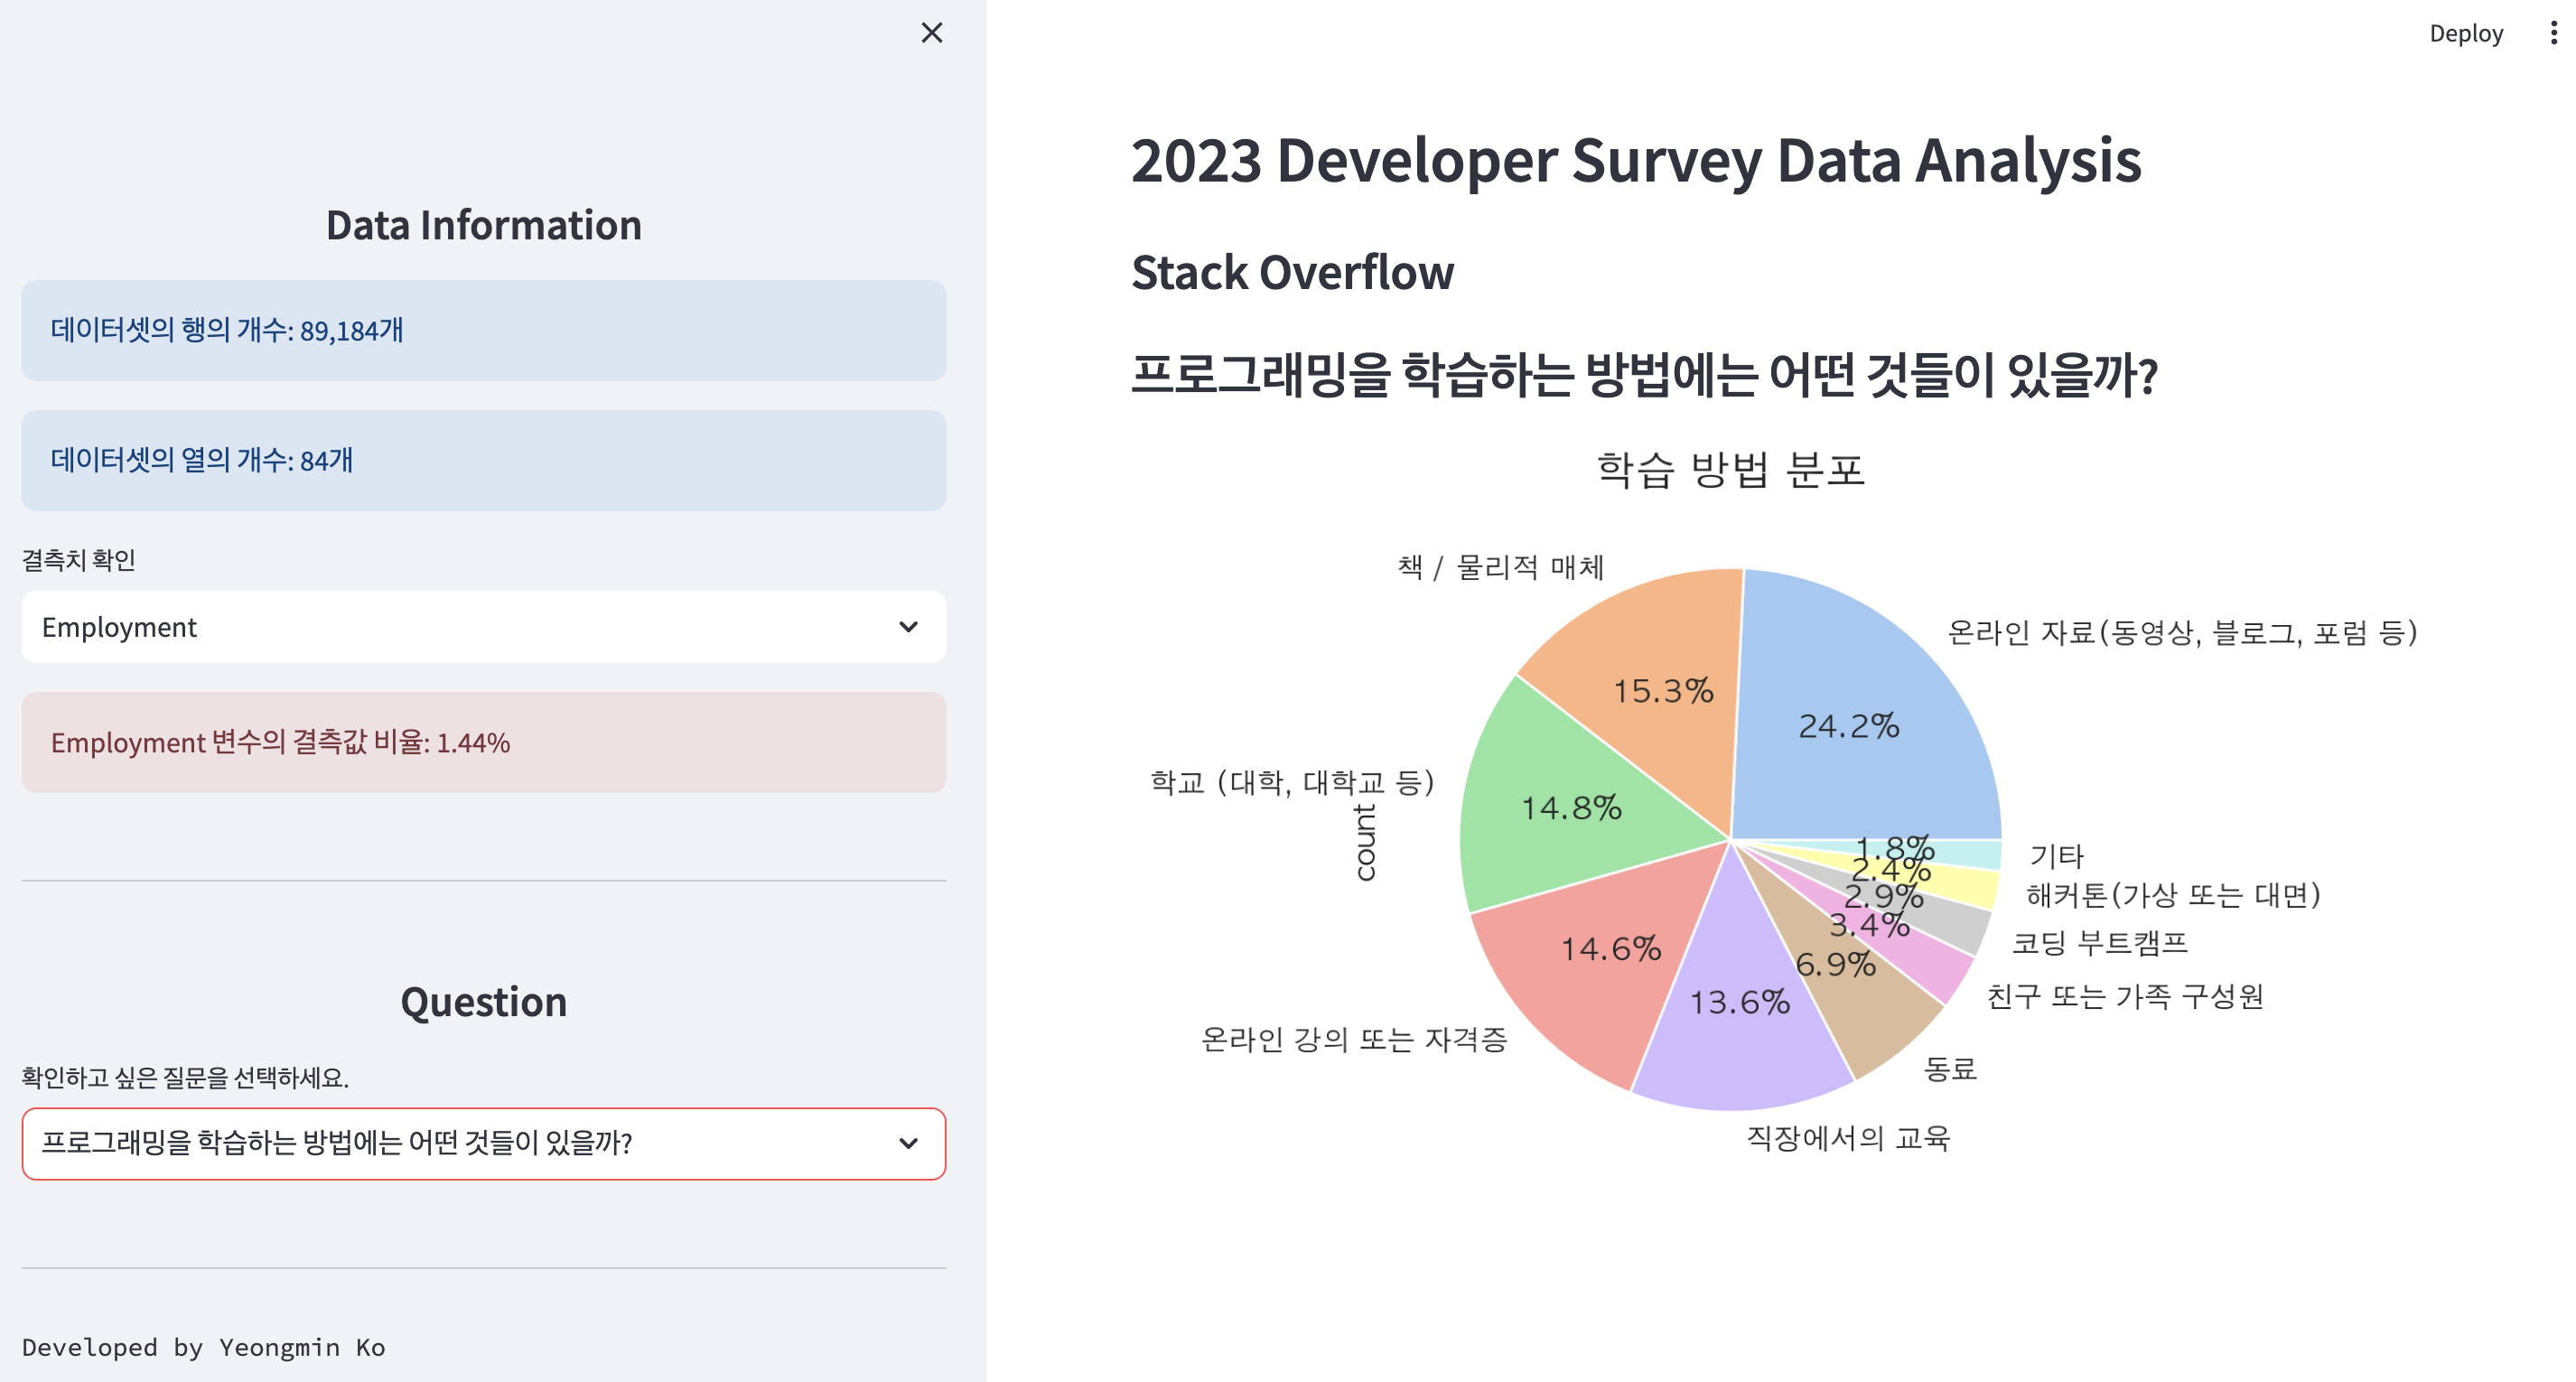 Deploy
Data Information
데이터셋의 행의 개수: 89,184개
데이터셋의 열의 개수: 84개
결측치 확인
Employment
Employment 변수의 결측값 비율: 1.44%
Question
확인하고 싶은 질문을 선택하세요.
프로그래밍을 학습하는 방법에는 어떤 것들이 있을까?
Developed by Yeongmin Ko
2023 Developer Survey Data Analysis
Stack Overflow
프로그래밍을 학습하는 방법에는 어떤 것들이 있을까?
학습 방법 분포
책 / 물리적 매체
온라인 자료(동영상, 블로그, 포럼 등)
15.3%
24.2%
학교 (대학, 대학교 등)
14.8%
count
1.8%
기타
2.4%
해커톤(가상 또는 대면)
2.9%
코딩 부트캠프
3.4%
친구 또는 가족 구성원
14.6%
6.9%
13.6%
온라인 강의 또는 자격증
동료
직장에서의 교육